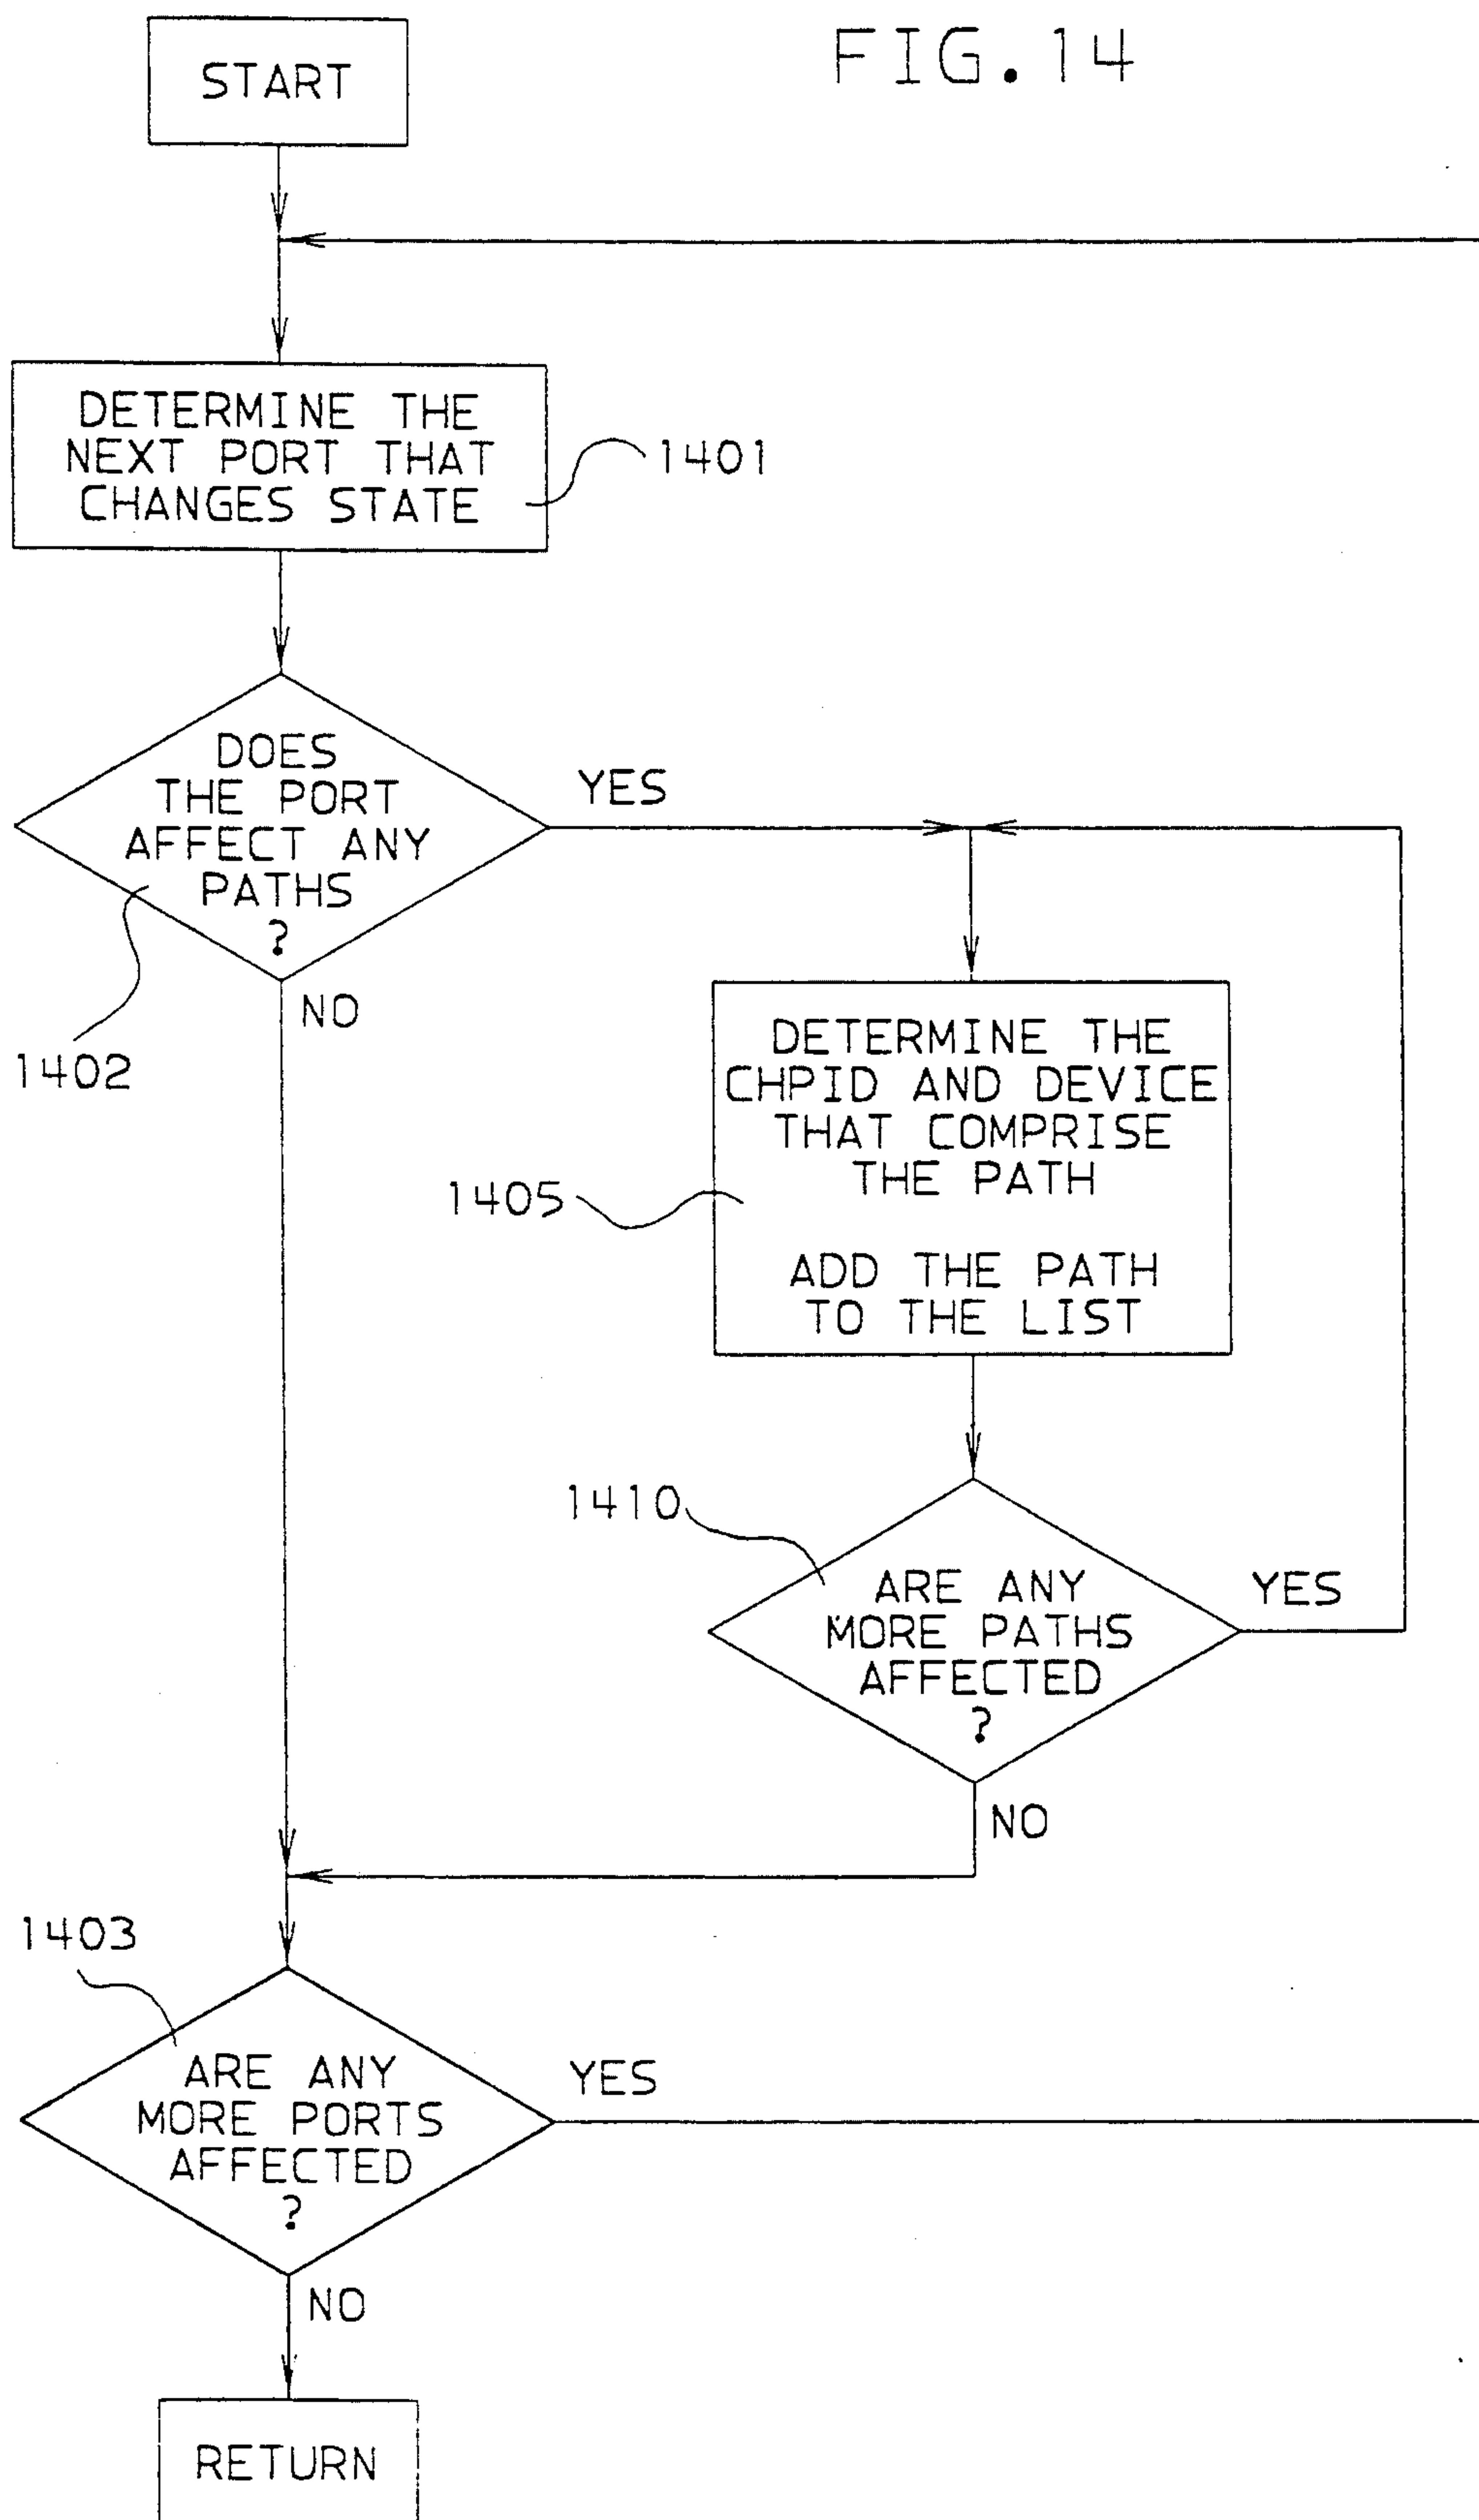 FIG.14
START
DETERMINE THE
NEXT PORT THAT
CHANGES STATE
1401
DOES
THE PORT
AFFECT ANY
PATHS
?
YES
NO
1402
DETERMINE THE
CHPID AND DEVICE
THAT COMPRISE
THE PATH
ADD THE PATH
TO THE LIST
1405
1410
ARE ANY
MORE PATHS
AFFECTED
?
YES
NO
1403
ARE ANY
MORE PORTS
AFFECTED
?
YES
NO
RETURN